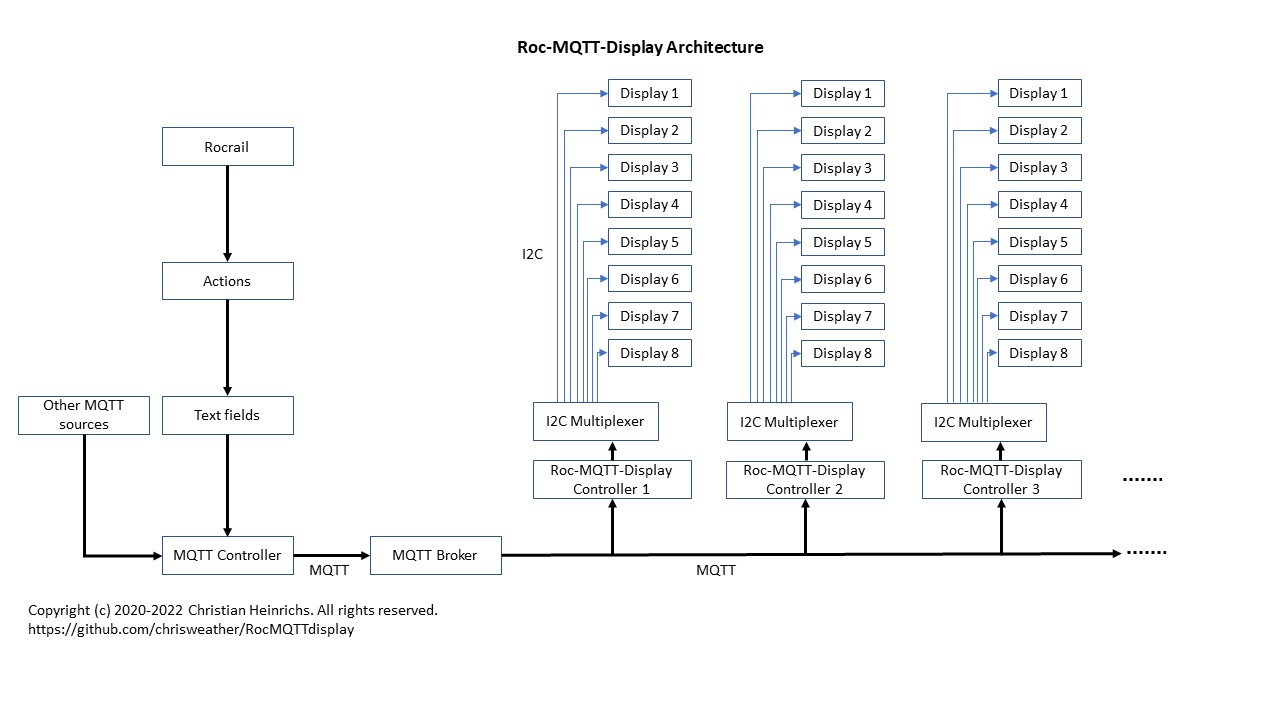 Roc-MQTT-Display Architecture
Rocrail
Actions
Other MQTT
sources
Text fields
MQTT Controller
MQTT
MQTT Broker
MQTT
I2C
Display 1
Display 2
Display 3
Display 4
Display 5
Display 6
Display 7
Display 8
I2C Multiplexer
Roc-MQTT-Display
Controller 1
Display 1
Display 2
Display 3
Display 4
Display 5
Display 6
Display 7
Display 8
I2C Multiplexer
Roc-MQTT-Display
Controller 2
Display 1
Display 2
Display 3
Display 4
Display 5
Display 6
Display 7
Display 8
I2C Multiplexer
Roc-MQTT-Display
Controller 3
.......
.......
Copyright (c) 2020-2022 Christian Heinrichs. All rights reserved.
https://github.com/chrisweather/RocMQTTdisplay